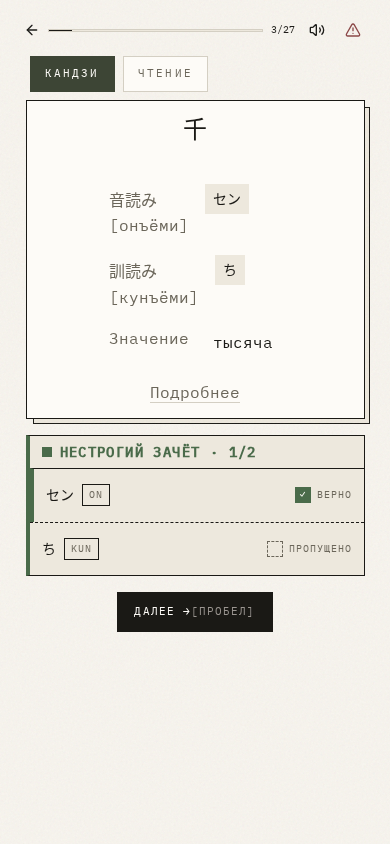 3/27
КАНДЗИ ЧТЕНИЕ
千
音読み セン
[онъёми]
訓読み ち
[кунъёми]
Значение тысяча
Подробнее
НЕСТРОГИЙ ЗАЧЁТ · 1/2
セン ON ВЕРНО
ち KUN ПРОПУЩЕНО
ДАЛЕЕ →[ПРОБЕЛ]